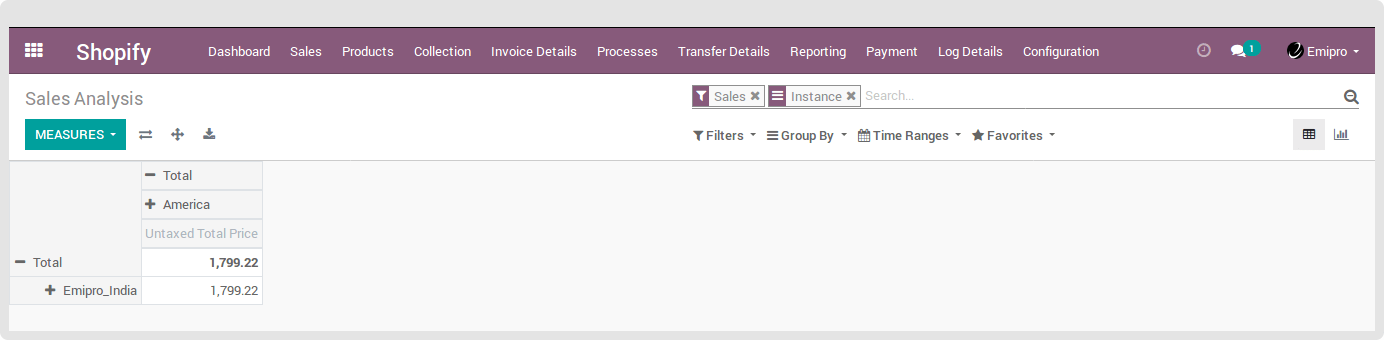 Shopify Dashboard Sales Products Collection Invoice Details Processes Transfer Details Reporting Payment Log Details Configuration 1 Emipro
Sales Analysis Sales Instance Search...
MEASURES Filters Group By Time Ranges Favorites
Total
America
Untaxed Total Price
Total 1,799.22
Emipro_India 1,799.22